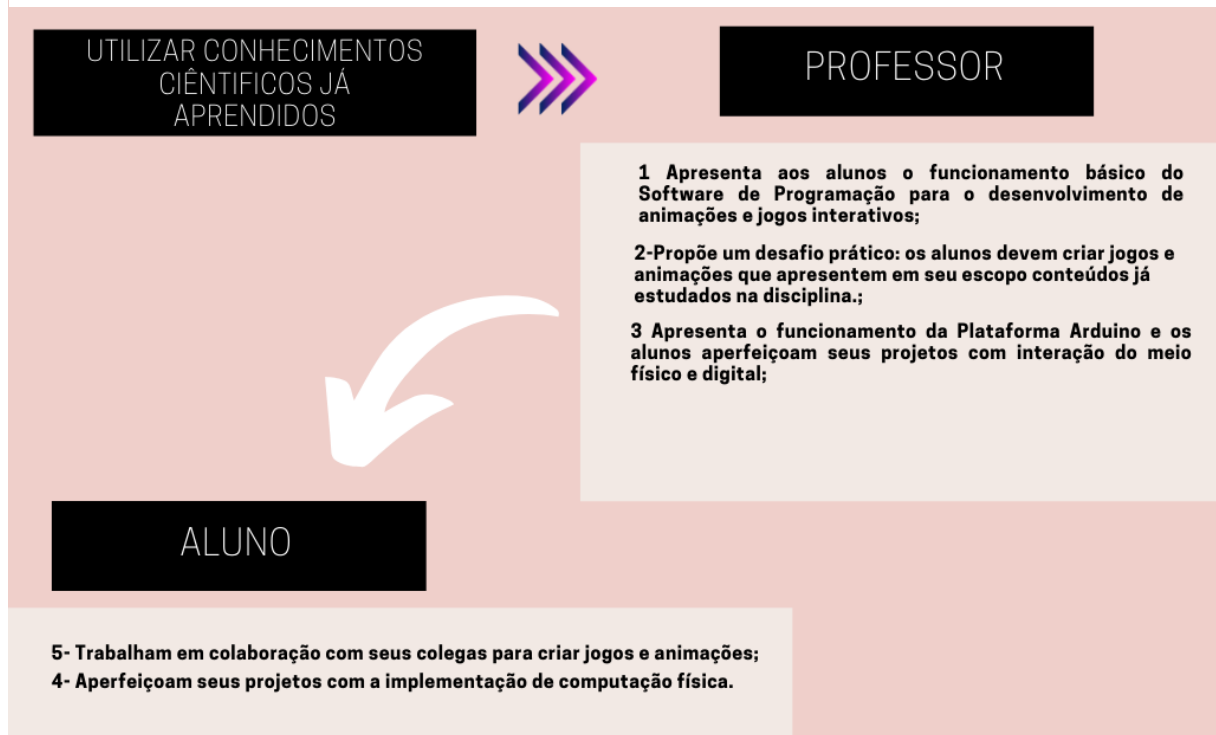 UTILIZAR CONHECIMENTOS
CIÊNTIFICOS JÁ
APRENDIDOS
PROFESSOR
1 Apresenta aos alunos o funcionamento básico do
Software de Programação para o desenvolvimento de
animações e jogos interativos;
2-Propõe um desafio prático: os alunos devem criar jogos e
animações que apresentem em seu escopo conteúdos já
estudados na disciplina.;
3 Apresenta o funcionamento da Plataforma Arduino e os
alunos aperfeiçoam seus projetos com interação do meio
físico e digital;
ALUNO
5- Trabalham em colaboração com seus colegas para criar jogos e animações;
4- Aperfeiçoam seus projetos com a implementação de computação física.